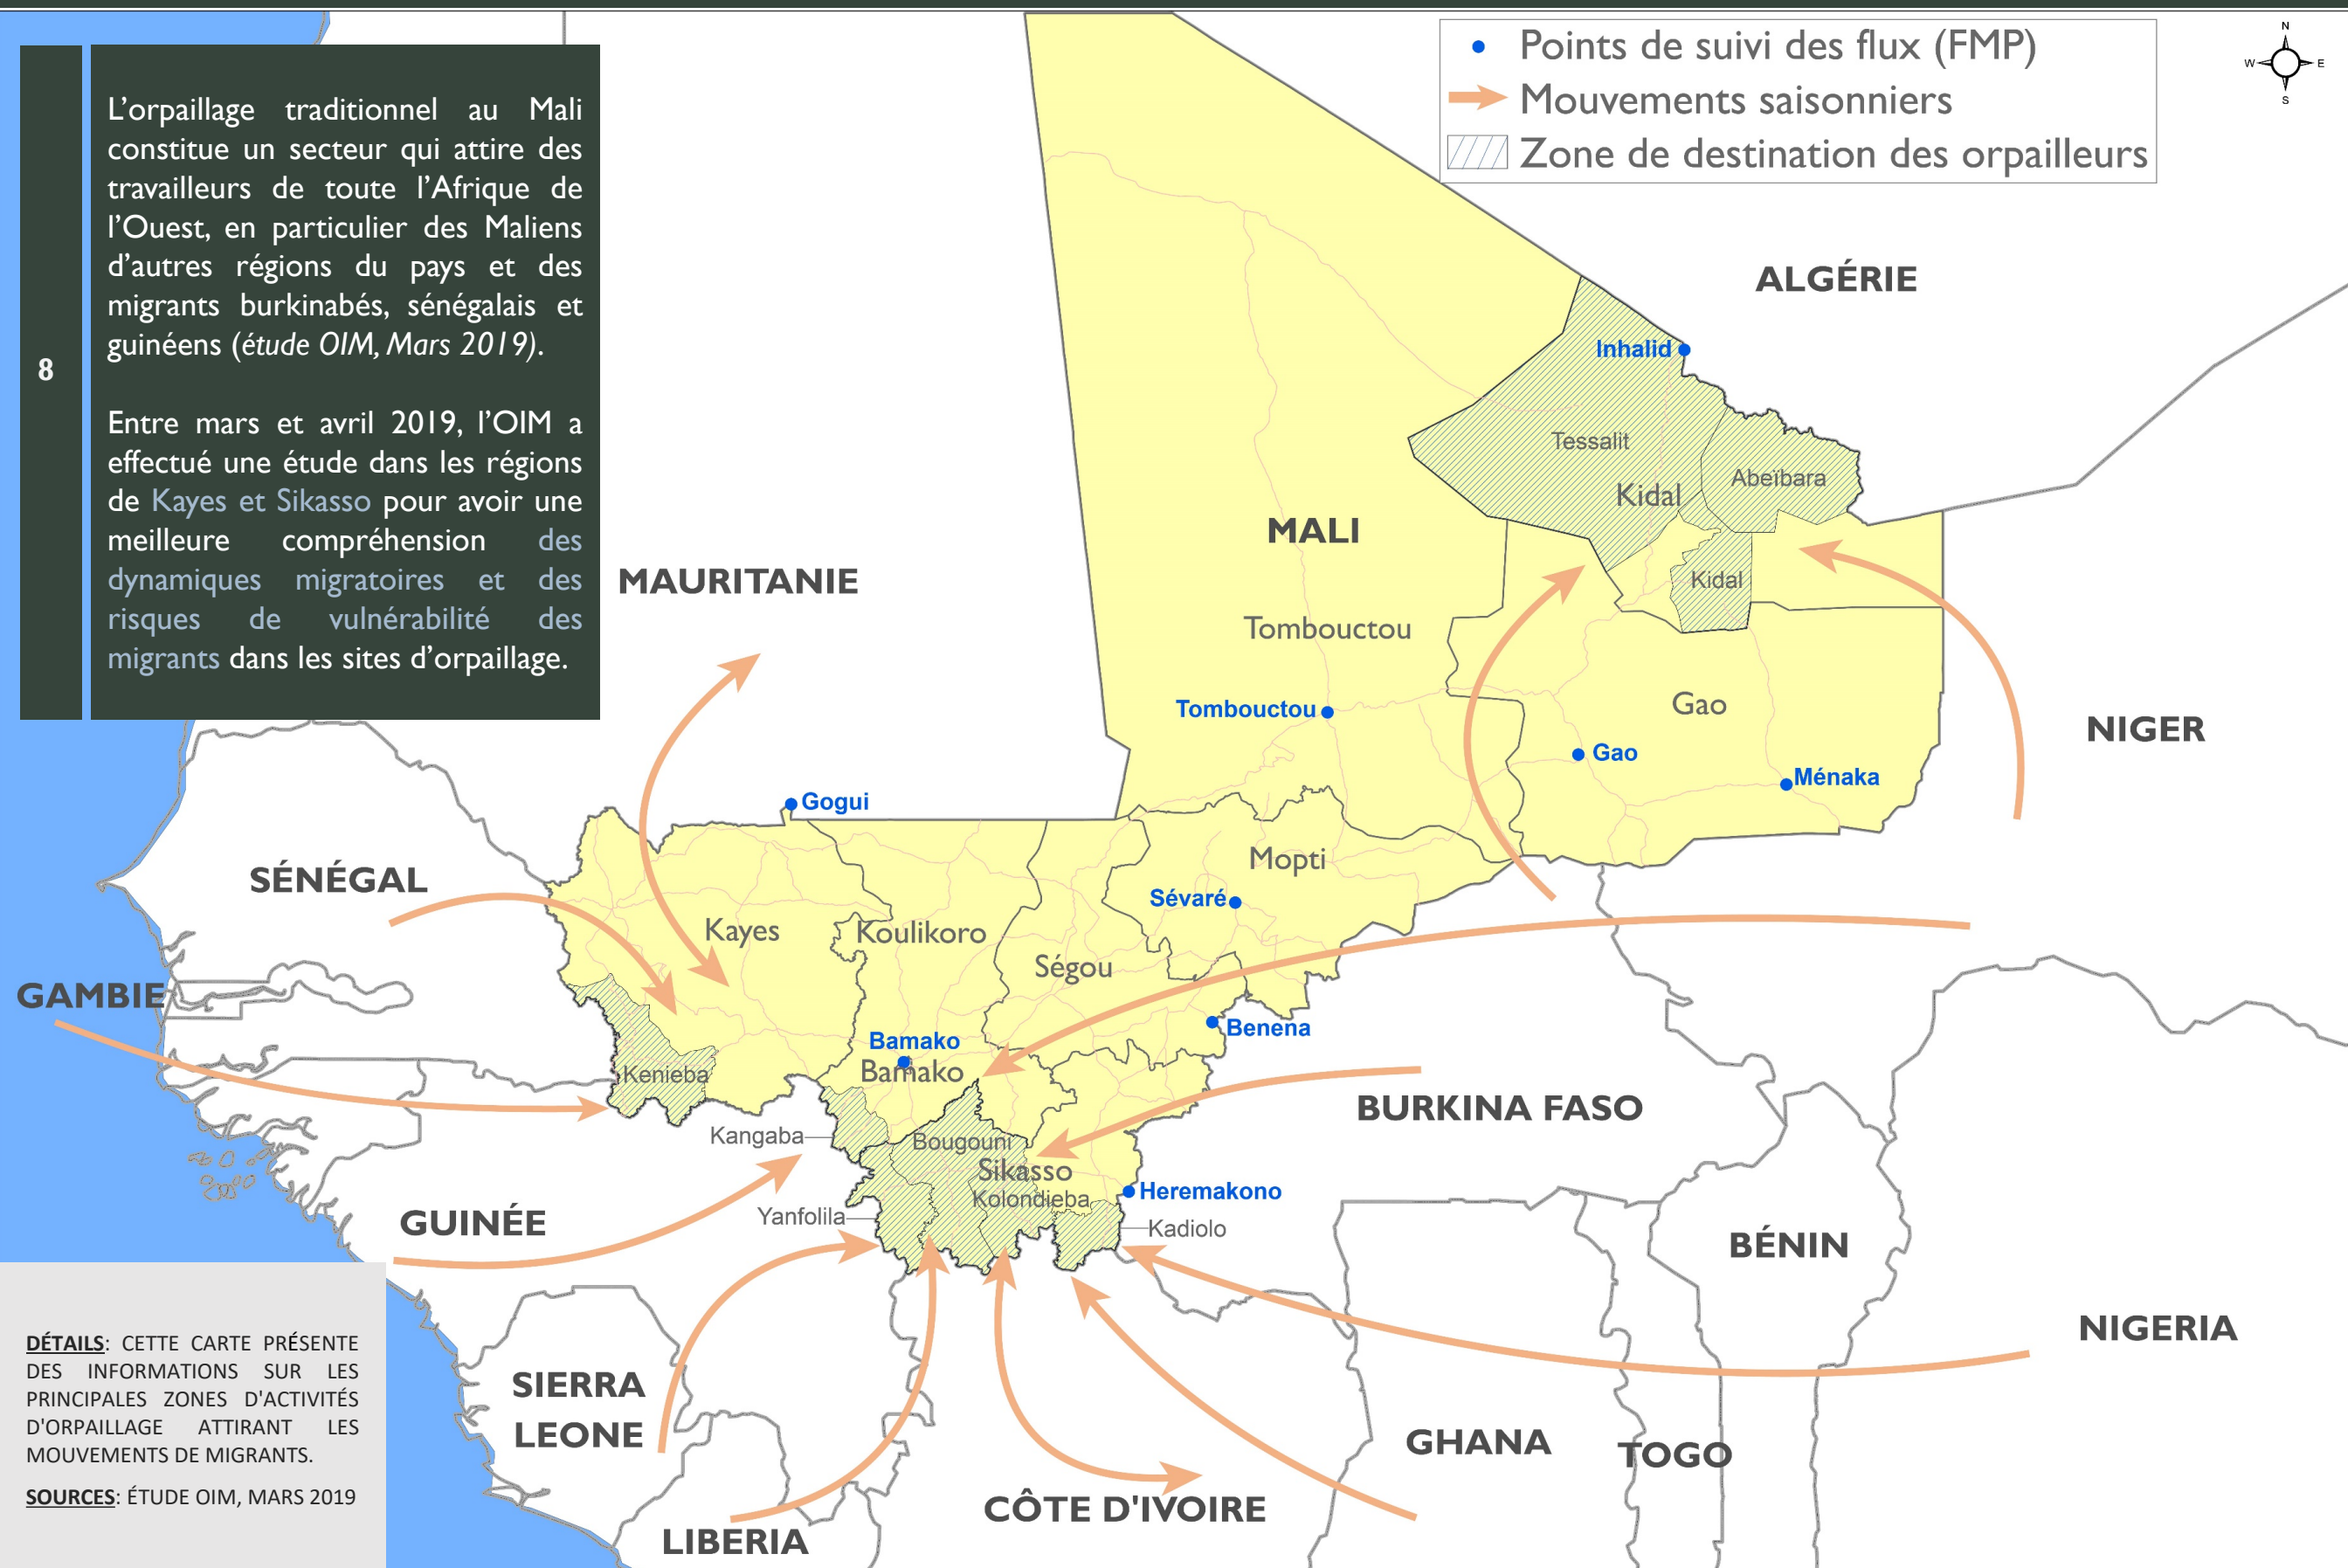 8
L’orpaillage traditionnel au Mali
constitue un secteur qui attire des
travailleurs de toute l’Afrique de
l’Ouest, en particulier des Maliens
d’autres régions du pays et des
migrants burkinabés, sénégalais et
guinéens (étude OIM, Mars 2019).
Entre mars et avril 2019, l’OIM a
effectué une étude dans les régions
de Kayes et Sikasso pour avoir une
meilleure compréhension des
dynamiques migratoires et des
risques de vulnérabilité des
migrants dans les sites d’orpaillage.
Points de suivi des flux (FMP)
Mouvements saisonniers
Zone de destination des orpailleurs
N
W
E
S
ALGÉRIE
Inhalid
Tessalit
Abeïbara
Kidal
MALI
MAURITANIE
Kidal
Tombouctou
Gao
Tombouctou
NIGER
Gao
Ménaka
Gogui
Mopti
SÉNÉGAL
Sévaré
Kayes
Koulikoro
Ségou
GAMBIE
Benena
Bamako
Bamako
Kenieba
BURKINA FASO
Kangaba
Bougouni
Sikasso
Kolondieba
Heremakono
Yanfolila
GUINÉE
Kadiolo
BÉNIN
NIGERIA
SIERRA
LEONE
GHANA
TOGO
CÔTE D'IVOIRE
LIBERIA
DÉTAILS: CETTE CARTE PRÉSENTE
DES INFORMATIONS SUR LES
PRINCIPALES ZONES D'ACTIVITÉS
D'ORPAILLAGE ATTIRANT LES
MOUVEMENTS DE MIGRANTS.
SOURCES: ÉTUDE OIM, MARS 2019